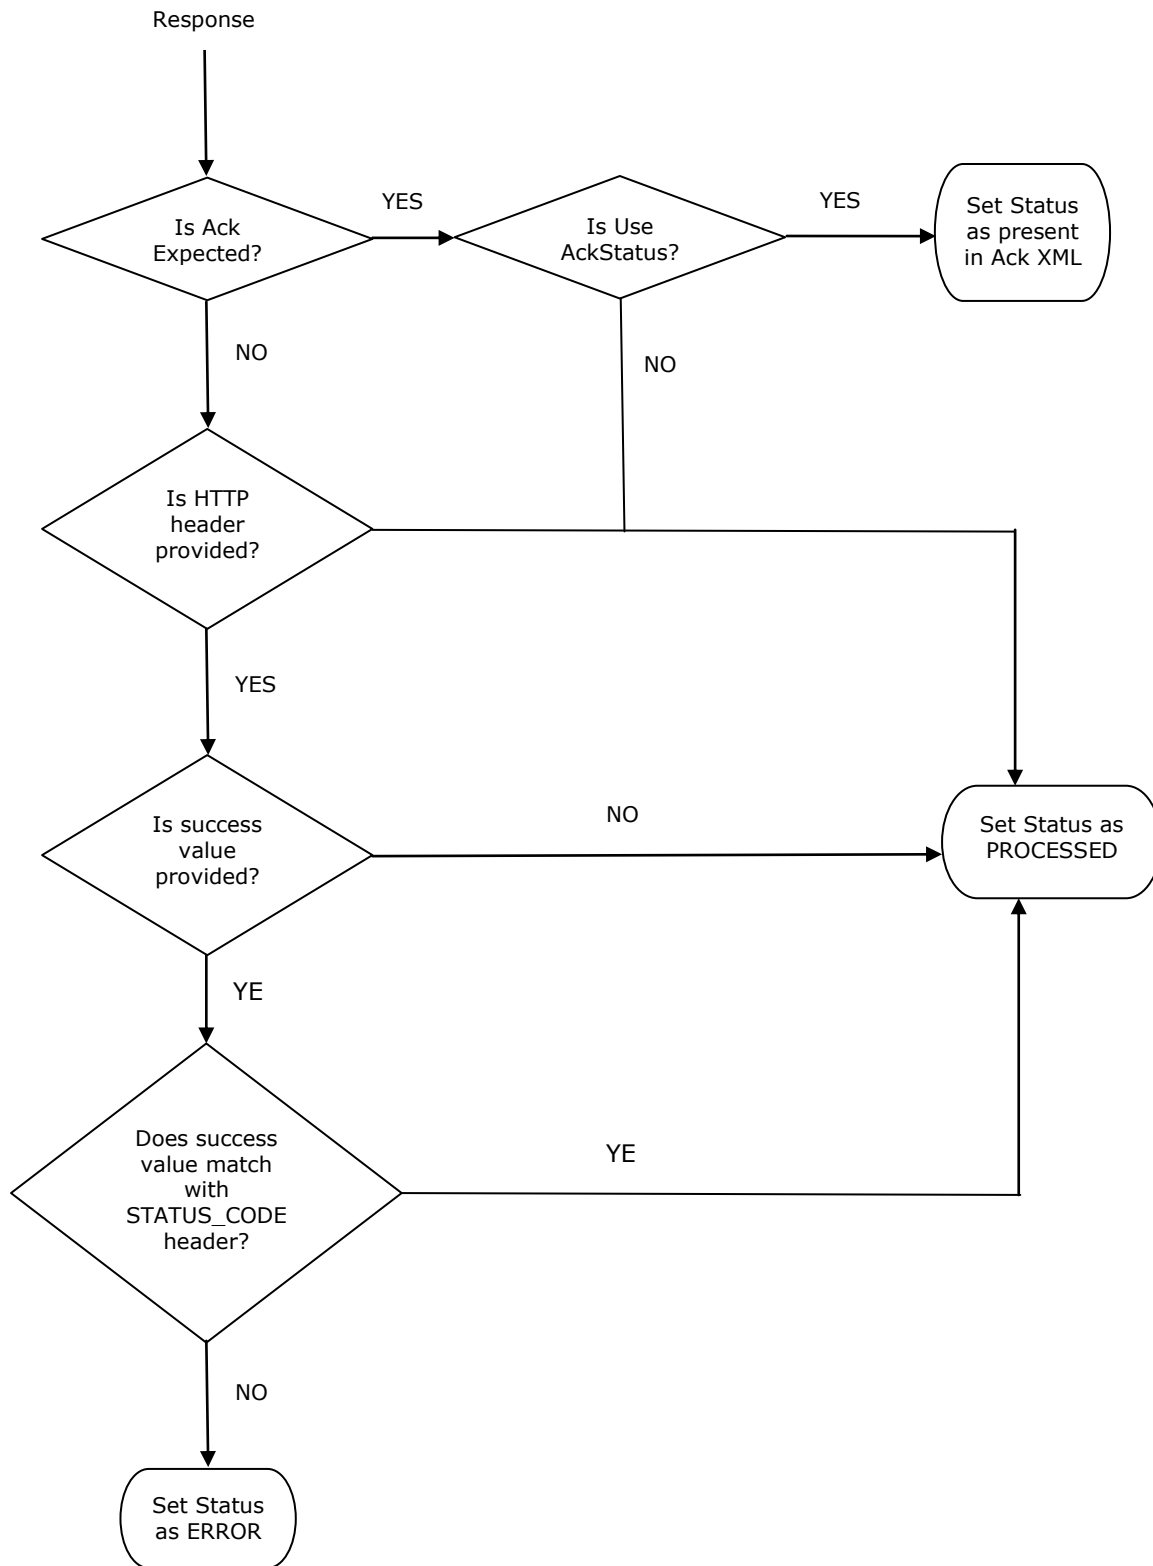 Response
Is Ack
Expected?
YES
Is Use
AckStatus?
YES
Set Status
as present
in Ack XML
NO
NO
Is HTTP
header
provided?
YES
Is success
value
provided?
NO
Set Status as
PROCESSED
YE
Does success
value match
with
STATUS_CODE
header?
YE
NO
Set Status
as ERROR